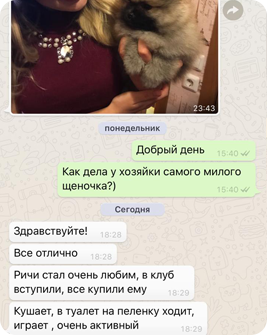 23:43
понедельник
Добрый день
15:40
Как дела у хозяйки самого милого
щеночка?)
15:40
Сегодня
Здравствуйте!
18:28
Все отлично
18:28
Ричи стал очень любим, в клуб
вступили, все купили ему
18:29
Кушает, в туалет на пеленку ходит,
играет , очень активный
18:29